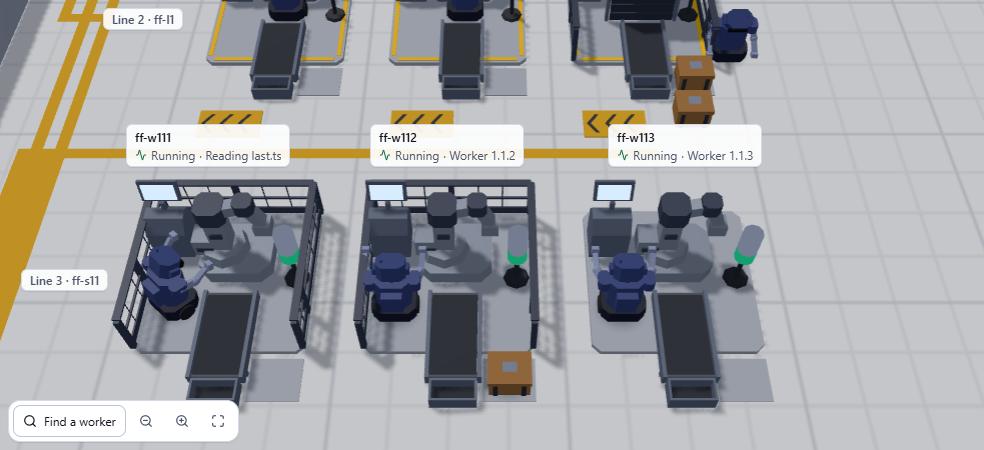 Line 2 · ff-l1
ff-w111
Running · Reading last.ts
ff-w112
Running · Worker 1.1.2
ff-w113
Running · Worker 1.1.3
Line 3 · ff-s11
Find a worker